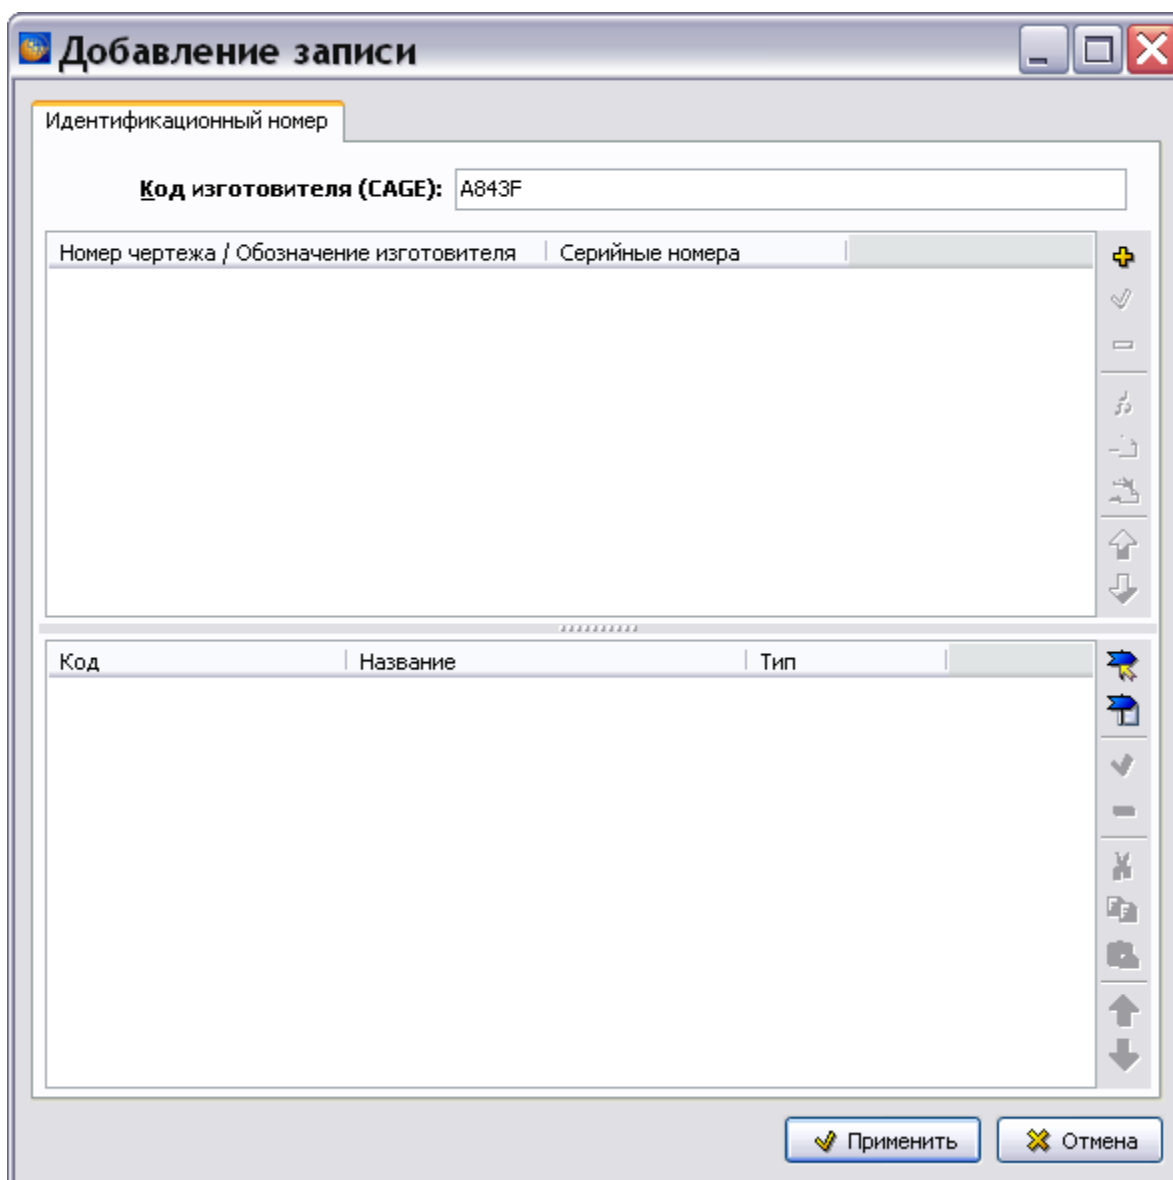 Добавление записи
Идентификационный номер
Код изготовителя (CAGE): A843F
Номер чертежа / Обозначение изготовителя Серийные номера
Код Название Тип
Применить Отмена